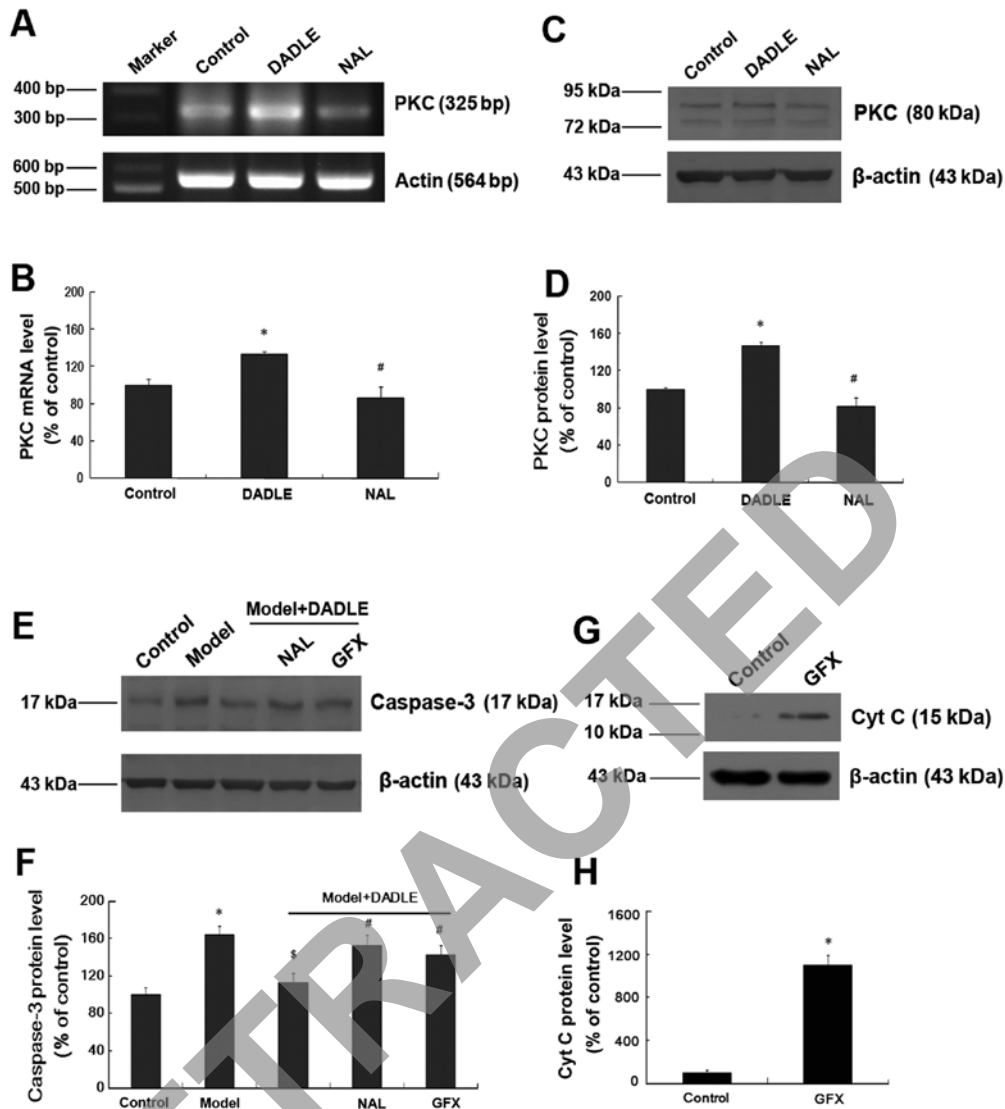 A
Marker Control DADLE NAL
400 bp
300 bp
PKC (325 bp)
600 bp
500 bp
Actin (564 bp)
C
Control DADLE NAL
95 kDa
72 kDa
PKC (80 kDa)
43 kDa
β-actin (43 kDa)
B
PKC mRNA level
(% of control)
200
160
120
80
40
0
*
#
Control DADLE NAL
D
PKC protein level
(% of control)
200
160
120
80
40
0
*
#
Control DADLE NAL
E
Model+DADLE
Control Model NAL GFX
17 kDa
Caspase-3 (17 kDa)
43 kDa
β-actin (43 kDa)
G
Control GFX
17 kDa
10 kDa
Cyt C (15 kDa)
43 kDa
β-actin (43 kDa)
F
Caspase-3 protein level
(% of control)
200
160
120
80
40
0
Model+DADLE
*
$
#
#
Control Model NAL GFX
H
Cyt C protein level
(% of control)
1600
1200
800
400
0
*
Control GFX
TRACTED